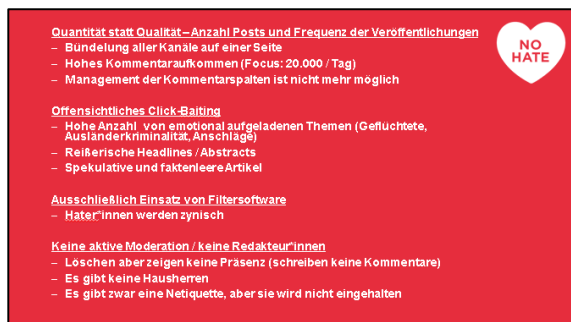 Quantität statt Qualität – Anzahl Posts und Frequenz der Veröffentlichungen
– Bündelung aller Kanäle auf einer Seite
– Hohes Kommentaraufkommen (Focus: 20.000 / Tag)
– Management der Kommentarspalten ist nicht mehr möglich
NO
HATE
Offensichtliches Click-Baiting
– Hohe Anzahl von emotional aufgeladenen Themen (Geflüchtete,
Ausländerkriminalität, Anschläge)
– Reißerische Headlines / Abstracts
– Spekulative und faktenleere Artikel
Ausschließlich Einsatz von Filtersoftware
– Hater*innen werden zynisch
Keine aktive Moderation / keine Redakteur*innen
– Löschen aber zeigen keine Präsenz (schreiben keine Kommentare)
– Es gibt keine Hausherren
– Es gibt zwar eine Netiquette, aber sie wird nicht eingehalten